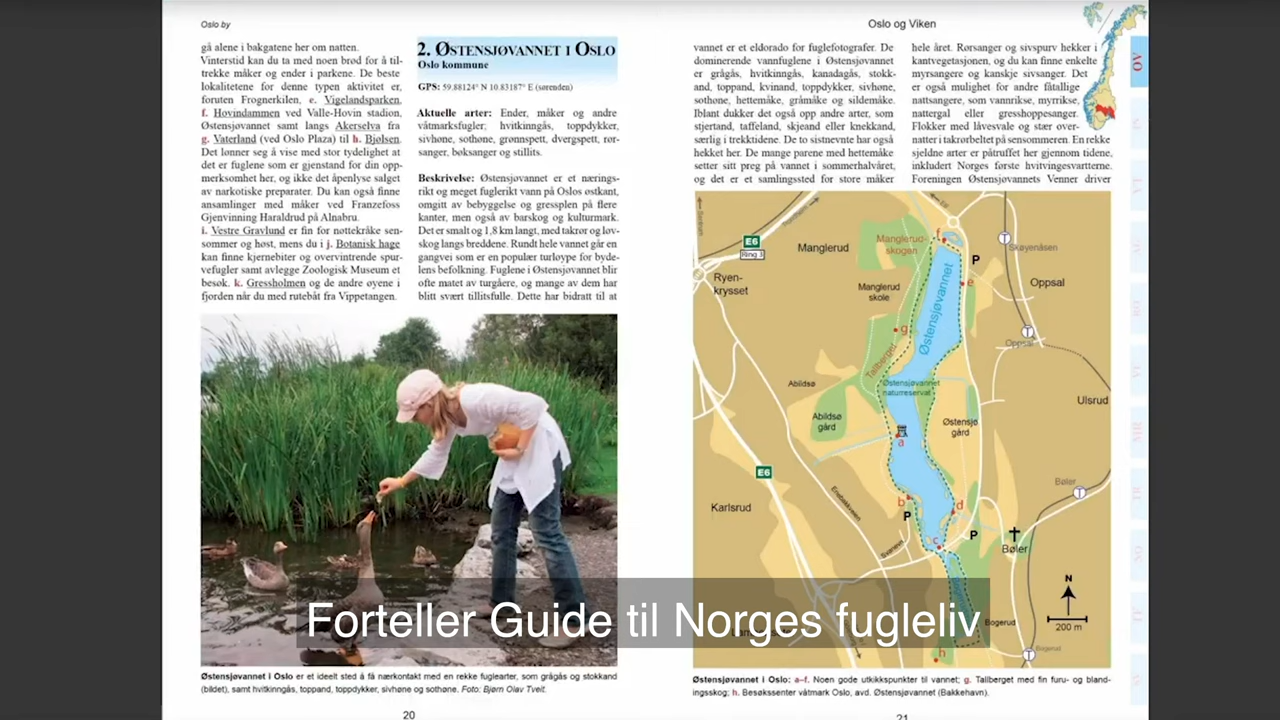 Oslo by
gå alene i bakgatene her om natten.
Vinterstid kan du ta med noen brød for å til-
trekke måker og ender i parkene. De beste
lokalitetene for denne typen aktivitet er,
foruten Frognerkilen, e. Vigelandsparken,
f. Hovindammen ved Valle-Hovin stadion,
Østensjøvannet samt langs Akerselva fra
g. Vaterland (ved Oslo Plaza) til h. Bjølsen.
Det lønner seg å vise med stor tydelighet at
det er fuglene som er gjenstand for din opp-
merksomhet her, og ikke det åpenlyse salget
av narkotiske preparater. Du kan også finne
ansamlinger med måker ved Franzefoss
Gjenvinning Haraldrud på Alnabru.
i. Vestre Gravlund er fin for nøttekråke sen-
sommer og høst, mens du i j. Botanisk hage
kan finne kjernebiter og overvintrende spur-
vefugler samt avlegge Zoologisk Museum et
besøk. k. Gressholmen og de andre øyene i
fjorden når du med rutebåt fra Vippetangen.
2. ØSTENSJØVANNET I OSLO
Oslo kommune
GPS: 59.88124° N 10.83187° E (sørenden)
Aktuelle arter: Ender, måker og andre
våtmarksfugler; hvitkinngås, toppdykker,
sivhøne, sothøne, grønnspett, dvergspett, rør-
sanger, bøksanger og stillits.
Beskrivelse: Østensjøvannet er et nærings-
rikt og meget fuglerikt vann på Oslos østkant,
omgitt av bebyggelse og gressplen på flere
kanter, men også av barskog og kulturmark.
Det er smalt og 1,8 km langt, med takrør og løv-
skog langs breddene. Rundt hele vannet går en
gangvei som er en populær turløype for byde-
lens befolkning. Fuglene i Østensjøvannet blir
ofte matet av turgåere, og mange av dem har
blitt svært tillitsfulle. Dette har bidratt til at
Østensjøvannet i Oslo er et ideelt sted å få nærkontakt med en rekke fuglearter, som grågås og stokkand
(bildet), samt hvitkinngås, toppand, toppdykker, sivhøne og sothøne. Foto: Bjørn Olav Tveit.
20
Oslo og Viken
vannet er et eldorado for fuglefotografer. De
dominerende vannfuglene i Østensjøvannet
er grågås, hvitkinngås, kanadagås, stokk-
and, toppand, kvinand, toppdykker, sivhøne,
sothøne, hettemåke, gråmåke og sildemåke.
Iblant dukker det også opp andre arter, som
stjertand, taffeland, skjeand eller knekkand,
særlig i trekktidene. De to sistnevnte har også
hekket her. De mange parene med hettemåke
setter sitt preg på vannet i sommerhalvåret,
og det er et samlingssted for store måker
hele året. Rørsanger og sivspurv hekker i
kantvegetasjonen, og du kan finne enkelte
myrsangere og kanskje sivsanger. Det
er også mulighet for andre fåtallige
nattsangere, som vannrikse, myrrikse,
nattergal eller gresshoppesanger.
Flokker med låvesvale og stær over-
natter i takrørbeltet på sensommeren. En rekke
sjeldne arter er påtruffet her gjennom tidene,
inkludert Norges første hvitvingesvartterne.
Foreningen Østensjøvannets Venner driver
OV
E6
Ring 3
Manglerud
Manglerud-
skogen
f
P
Skøyenåsen
Ryen-
krysset
Manglerud
skole
e
Oppsal
Østensjøvannet
g
Tallberget
Oppsal
Abildsø
Østensjøvannet
naturreservat
Ulsrud
Abildsø
gård
Østensjø
gård
a
E6
Bøler
Karlsrud
Enebakkveien
b
P
d
c
P
Bøler
N
200 m
Bogerud
Bogerud
h
Østensjøvannet i Oslo: a–f. Noen gode utkikkspunkter til vannet; g. Tallberget med fin furu- og bland-
ingsskog; h. Besøkssenter våtmark Oslo, avd. Østensjøvannet (Bakkehavn).
21
Forteller Guide til Norges fugleliv